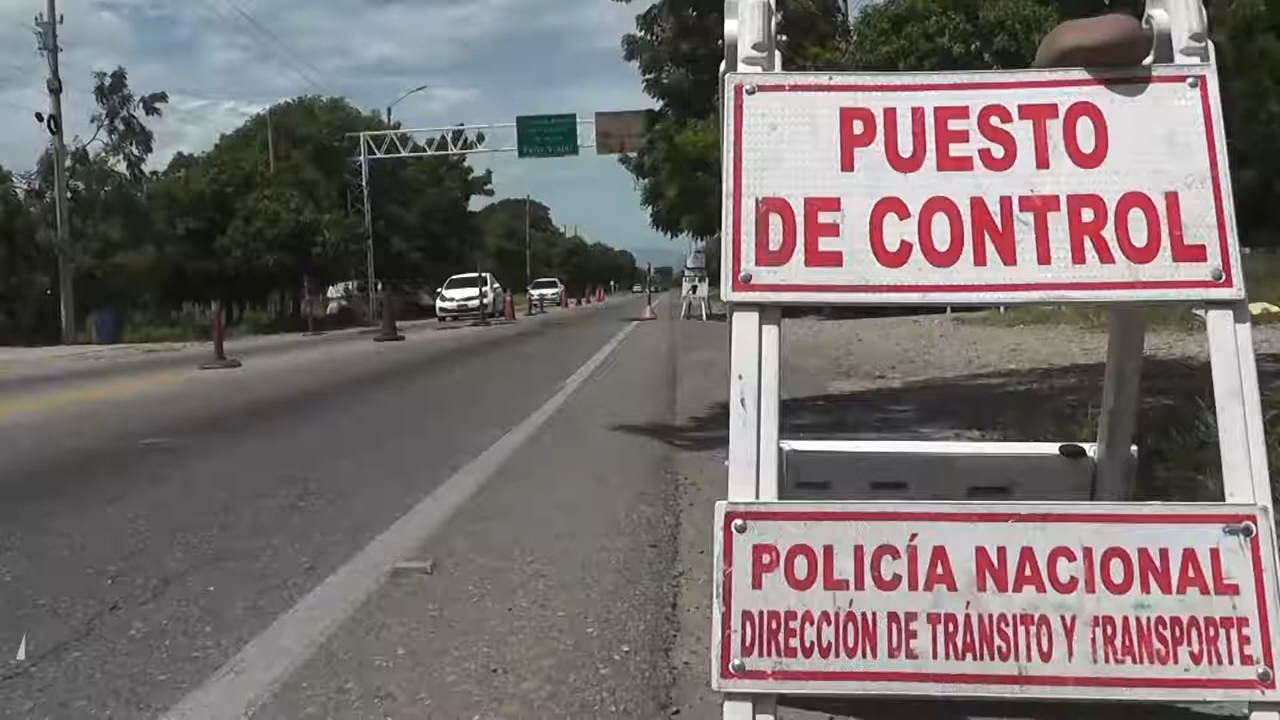 PUESTO
DE CONTROL
POLICÍA NACIONAL
DIRECCIÓN DE TRÁNSITO Y TRANSPORTE